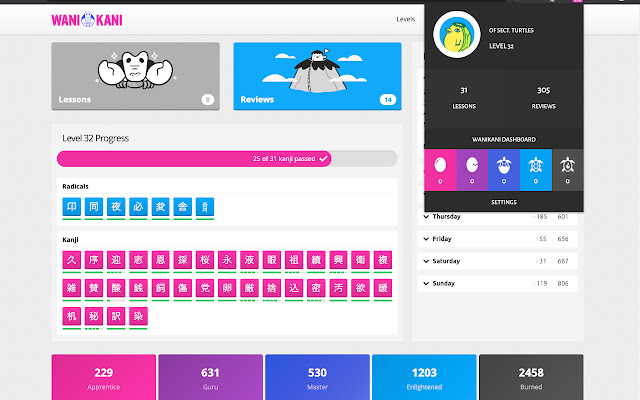 WANI KANI
Levels
Lessons
0
Reviews
14
Level 32 Progress
25 of 31 kanji passed
Radicals
卬 同 夜 必 㚇 會
Kanji
久 序 迎 志 恩 採 桜 永 液 眼 祖 績 興 衛 複
雑 賛 酸 銭 飼 傷 党 卵 厳 捨 込 密 汚 欲 暖
机 秘 訳 染
229
Apprentice
631
Guru
530
Master
1203
Enlightened
2458
Burned
OF SECT. TURTLES
LEVEL 32
31
LESSONS
305
REVIEWS
WANIKANI DASHBOARD
0 0 0 0 0
SETTINGS
Thursday · 185 601
Friday · 55 656
Saturday · 31 687
Sunday · 119 806